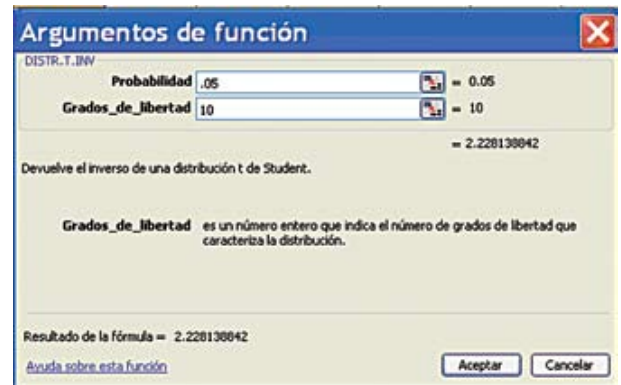 Argumentos de función
DISTR.T.INV
Probabilidad .05 = 0.05
Grados_de_libertad 10 = 10
= 2.228138842
Devuelve el inverso de una distribución t de Student.
Grados_de_libertad es un número entero que indica el número de grados de libertad que
caracteriza la distribución.
Resultado de la fórmula = 2.228138842
Ayuda sobre esta función Aceptar Cancelar